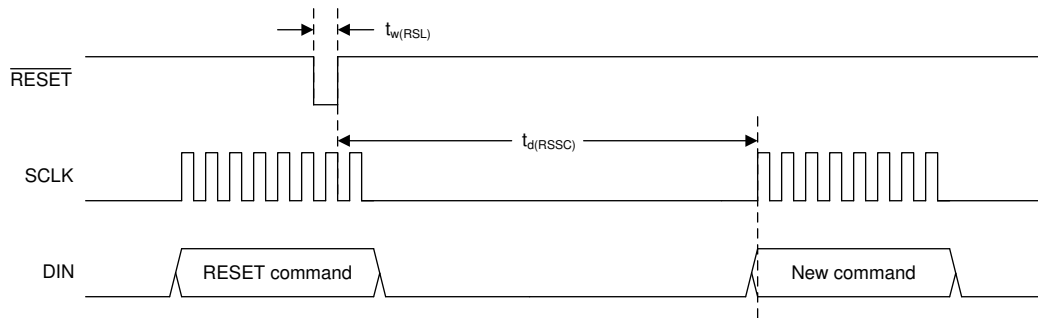 tw(RSL)
RESET
td(RSSC)
SCLK
DIN
RESET command
New command